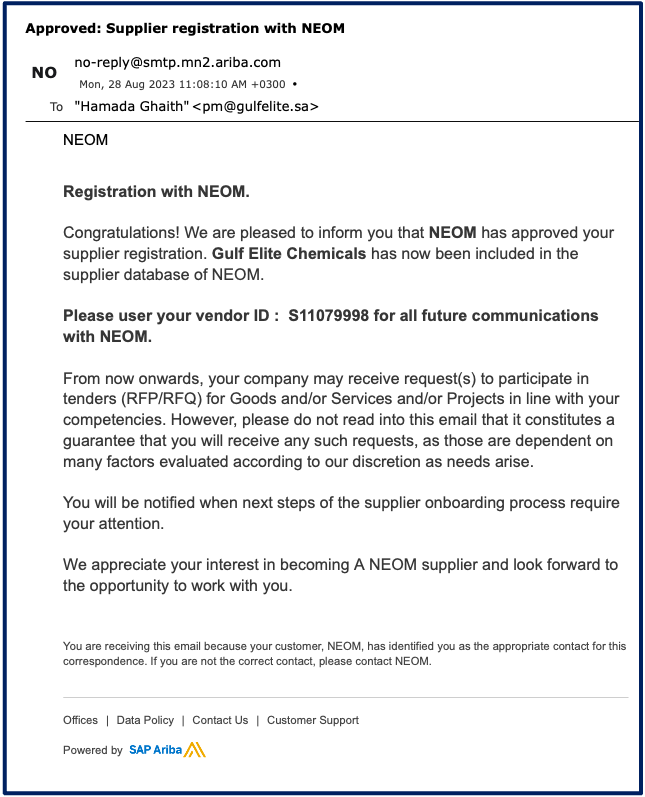 Approved: Supplier registration with NEOM
no-reply@smtp.mn2.ariba.com
NO
Mon, 28 Aug 2023 11:08:10 AM +0300 •
To "Hamada Ghaith" <pm@gulfelite.sa>
NEOM
Registration with NEOM.
Congratulations! We are pleased to inform you that NEOM has approved your
supplier registration. Gulf Elite Chemicals has now been included in the
supplier database of NEOM.
Please user your vendor ID : S11079998 for all future communications
with NEOM.
From now onwards, your company may receive request(s) to participate in
tenders (RFP/RFQ) for Goods and/or Services and/or Projects in line with your
competencies. However, please do not read into this email that it constitutes a
guarantee that you will receive any such requests, as those are dependent on
many factors evaluated according to our discretion as needs arise.
You will be notified when next steps of the supplier onboarding process require
your attention.
We appreciate your interest in becoming A NEOM supplier and look forward to
the opportunity to work with you.
You are receiving this email because your customer, NEOM, has identified you as the appropriate contact for this
correspondence. If you are not the correct contact, please contact NEOM.
Offices | Data Policy | Contact Us | Customer Support
Powered by SAP Ariba